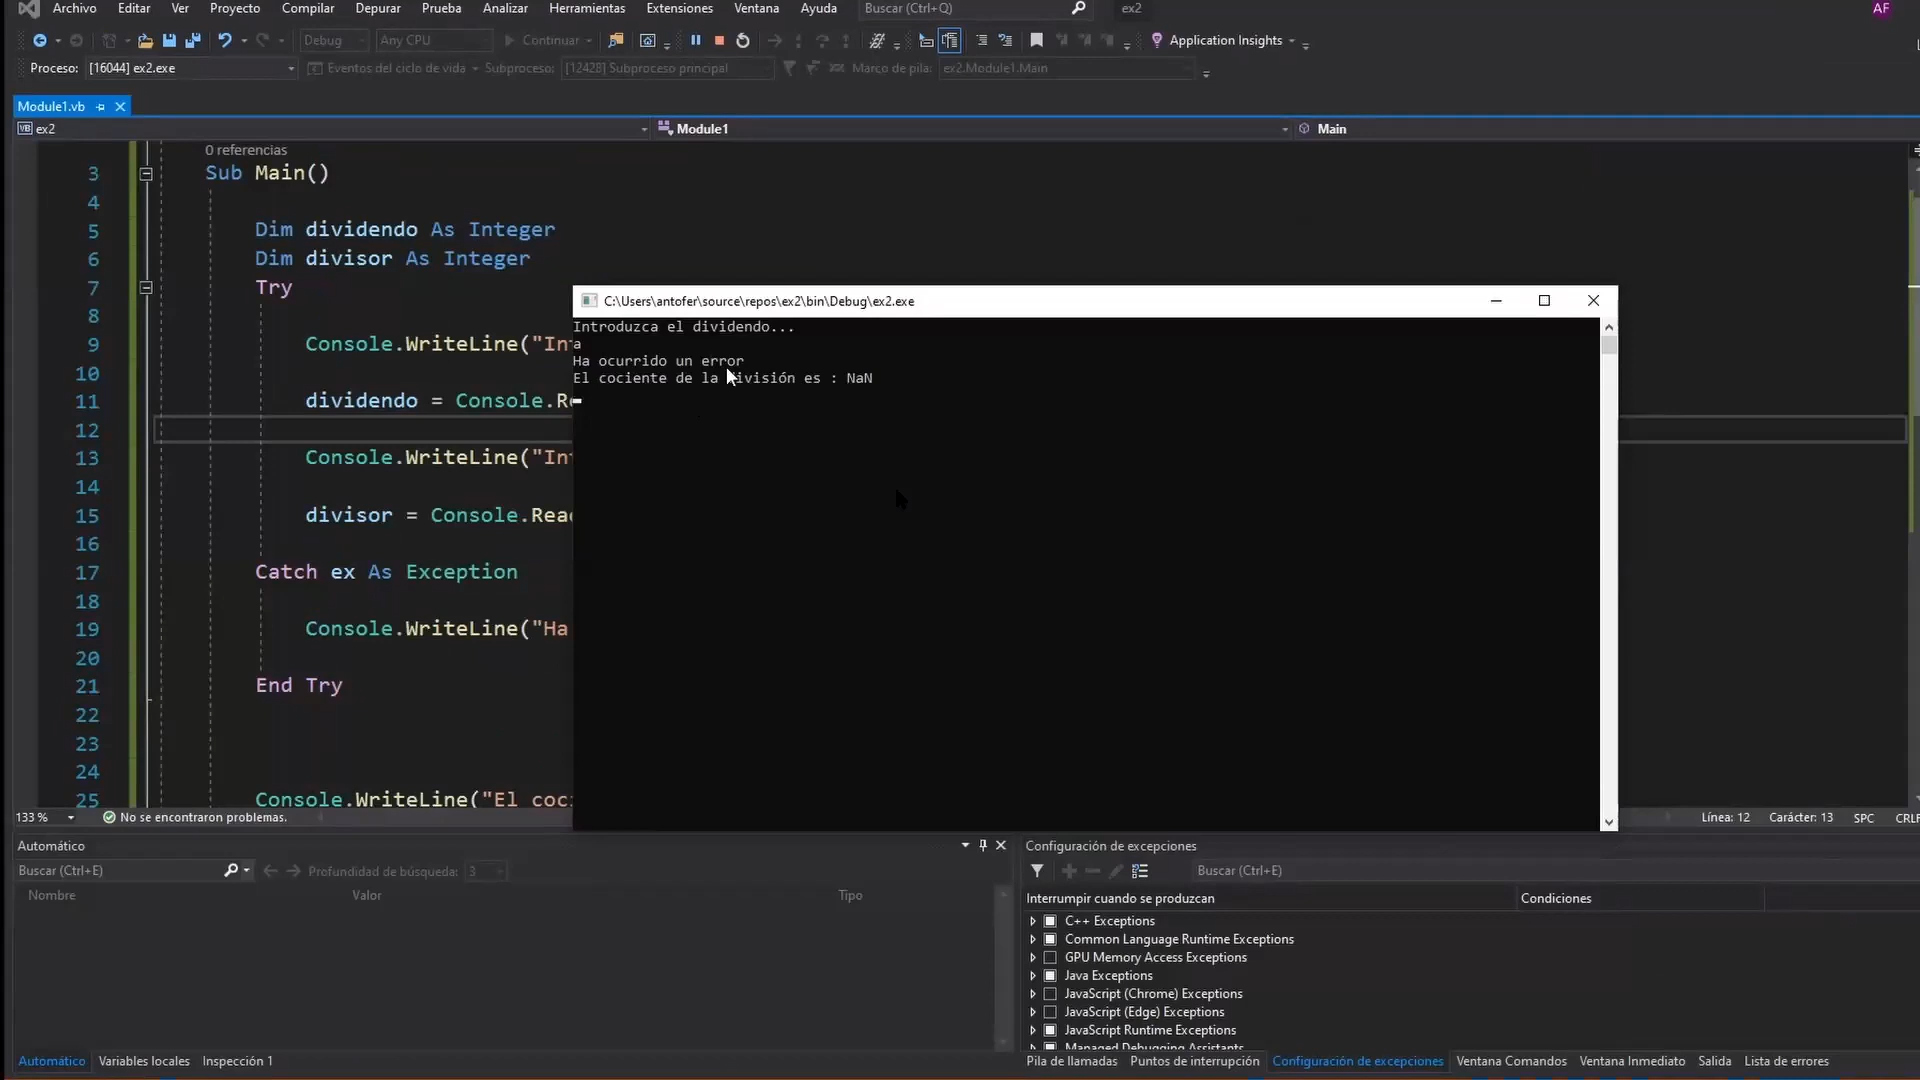 Archivo Editar Ver Proyecto Compilar Depurar Prueba Analizar Herramientas Extensiones Ventana Ayuda Buscar (Ctrl+Q) ex2 AF
Debug Any CPU Continuar Application Insights
Proceso: [16044] ex2.exe Eventos del ciclo de vida Subproceso: [12428] Subproceso principal Marco de pila: ex2.Module1.Main
Module1.vb
VB ex2 Module1 Main
0 referencias
3 Sub Main()
4
5 Dim dividendo As Integer
6 Dim divisor As Integer
7 Try
8
9 Console.WriteLine("In
10
11 dividendo = Console.Re
12
13 Console.WriteLine("In
14
15 divisor = Console.Read
16
17 Catch ex As Exception
18
19 Console.WriteLine("Ha
20
21 End Try
22
23
24
25 Console.WriteLine("El coc
C:\Users\antofer\source\repos\ex2\bin\Debug\ex2.exe
Introduzca el dividendo...
a
Ha ocurrido un error
El cociente de la división es : NaN
133 % No se encontraron problemas. Línea: 12 Carácter: 13 SPC CRLF
Automático
Buscar (Ctrl+E) Profundidad de búsqueda: 3
Nombre Valor Tipo
Configuración de excepciones
Buscar (Ctrl+E)
Interrumpir cuando se produzcan Condiciones
C++ Exceptions
Common Language Runtime Exceptions
GPU Memory Access Exceptions
Java Exceptions
JavaScript (Chrome) Exceptions
JavaScript (Edge) Exceptions
JavaScript Runtime Exceptions
Managed Debugging Assistants
Automático Variables locales Inspección 1
Pila de llamadas Puntos de interrupción Configuración de excepciones Ventana Comandos Ventana Inmediato Salida Lista de errores